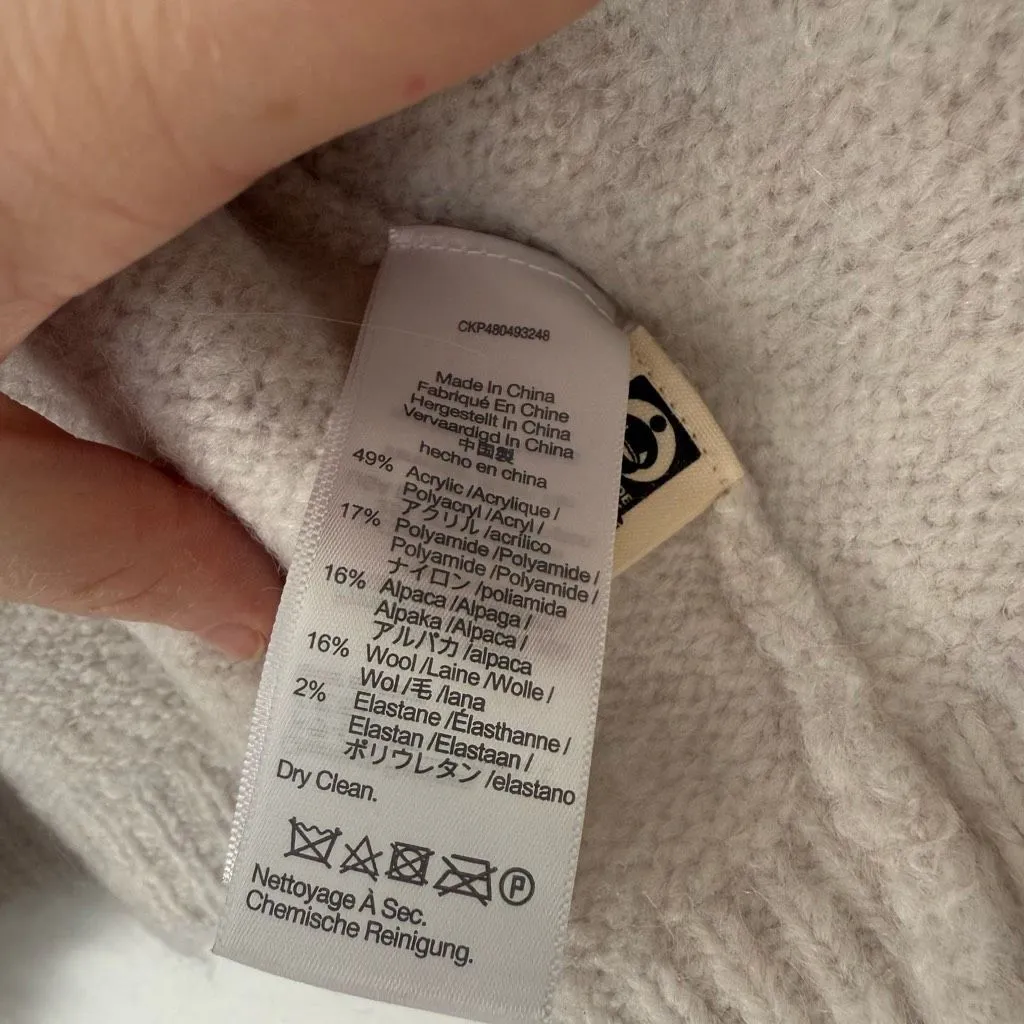 CKP480493248
Made In China
Fabriqué En Chine
Hergestellt In China
Vervaardigd In China
中国製
hecho en china
49% Acrylic /Acrylique /
Polyacryl /Acryl /
アクリル /acrílico
17% Polyamide /Polyamide /
Polyamide /Polyamide /
ナイロン /poliamida
16% Alpaca /Alpaga /
Alpaka /Alpaca /
アルパカ /alpaca
16% Wool /Laine /Wolle /
Wol /毛 /lana
2% Elastane /Élasthanne /
Elastan /Elastaan /
ポリウレタン /elastano
Dry Clean.
P
Nettoyage À Sec.
Chemische Reinigung.